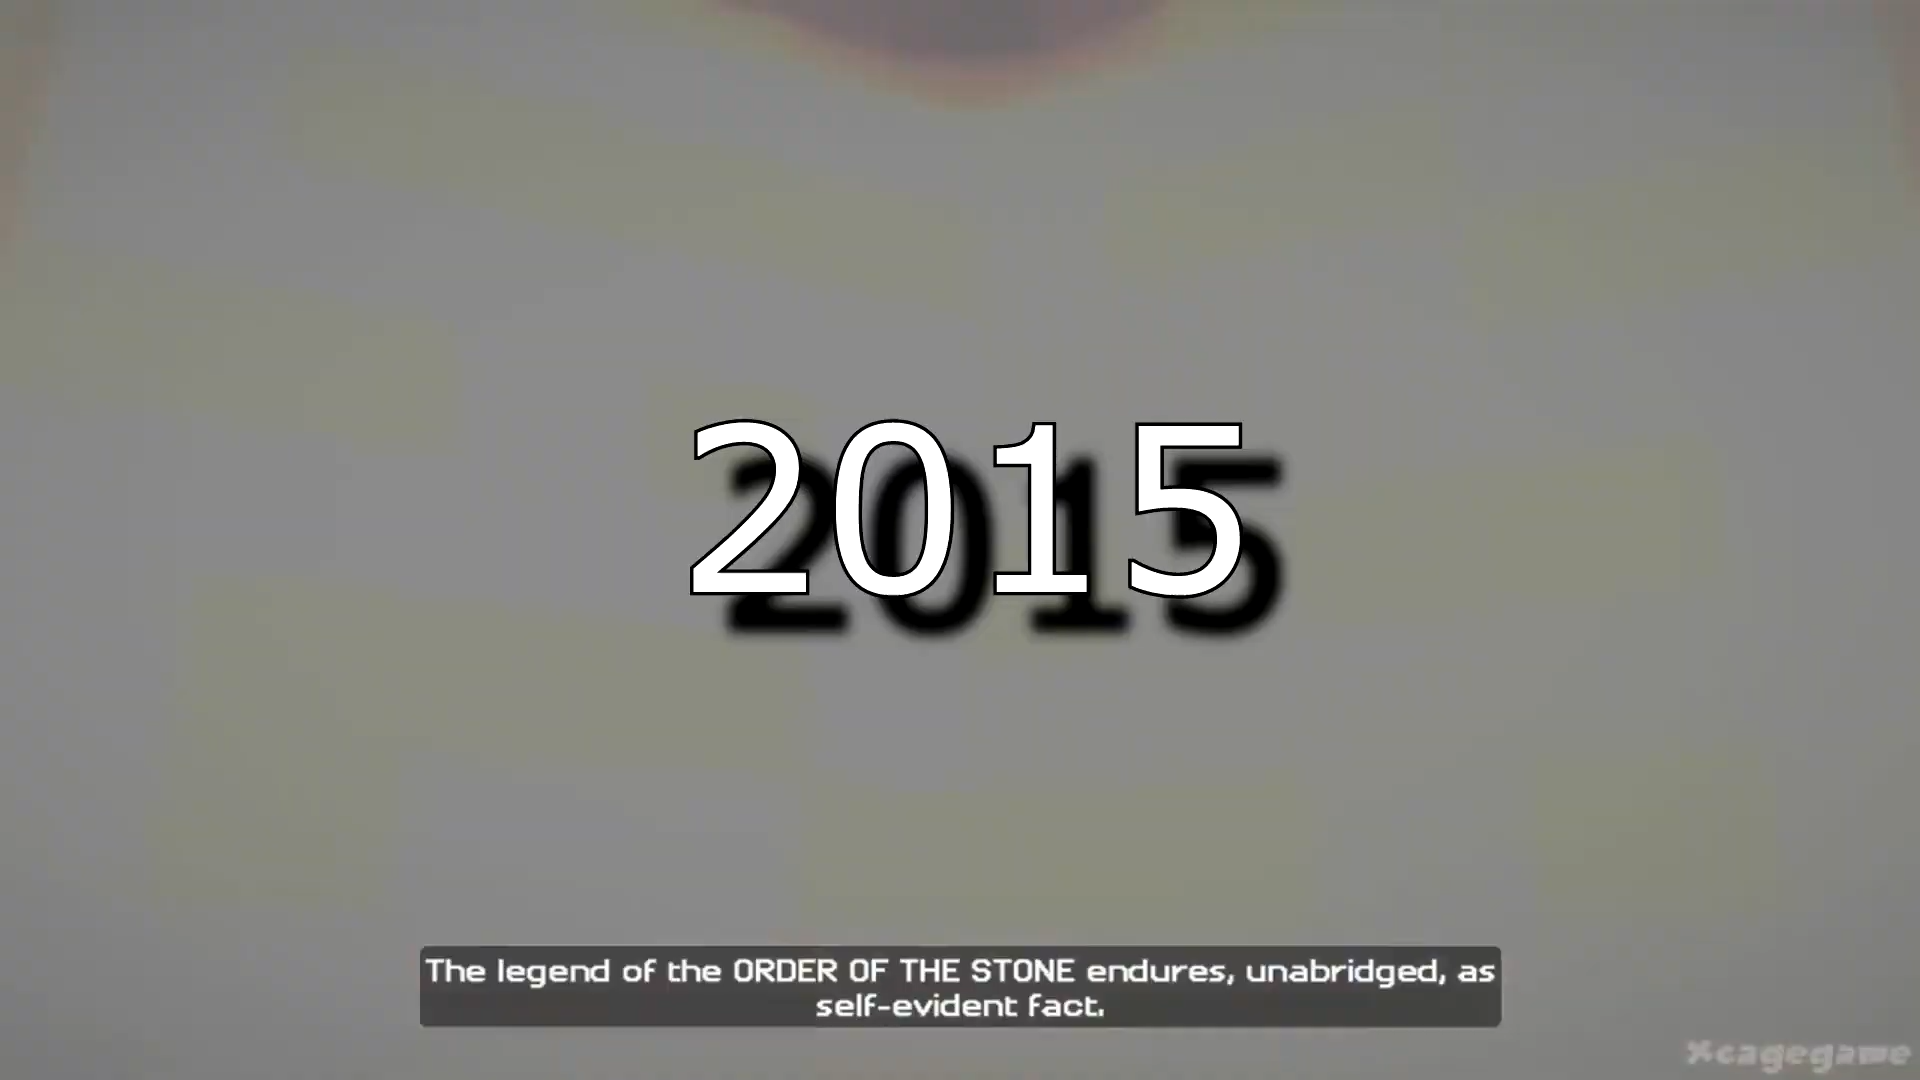 2015
The legend of the ORDER OF THE STONE endures, unabridged, as
self-evident fact.
Xcagegame